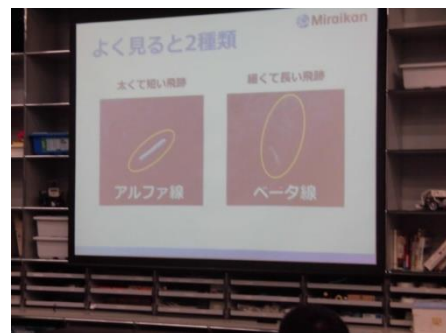 Miraikan
よく見ると2種類
太くて短い飛跡
細くて長い飛跡
アルファ線
ベータ線